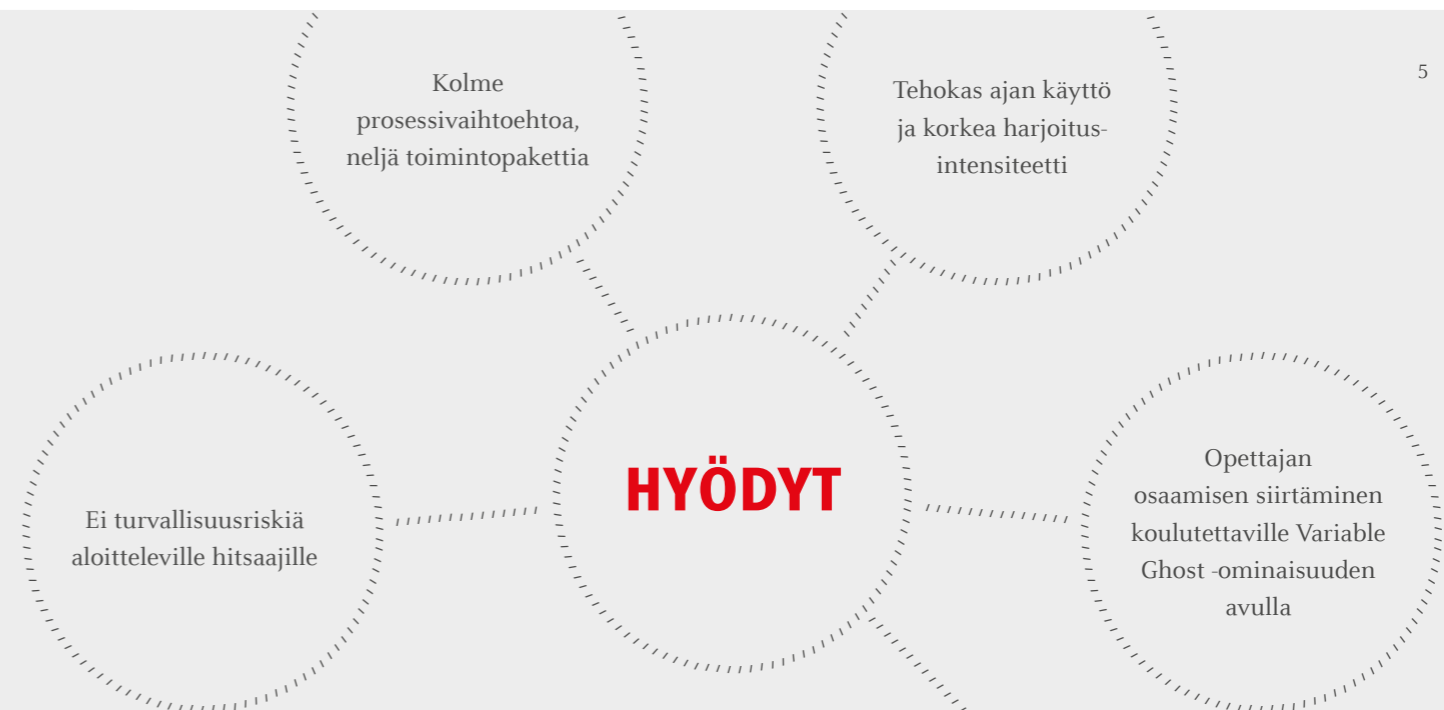 5
Kolme
prosessivaihtoehtoa,
neljä toimintopakettia
Tehokas ajan käyttö
ja korkea harjoitus-
intensiteetti
HYÖDYT
Ei turvallisuusriskiä
aloitteleville hitsaajille
Opettajan
osaamisen siirtäminen
koulutettaville Variable
Ghost -ominaisuuden
avulla